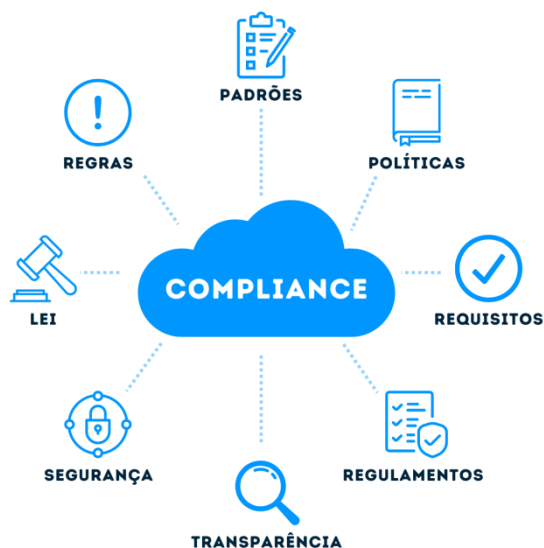 PADRÕES
REGRAS
POLÍTICAS
COMPLIANCE
LEI
REQUISITOS
SEGURANÇA
REGULAMENTOS
TRANSPARÊNCIA